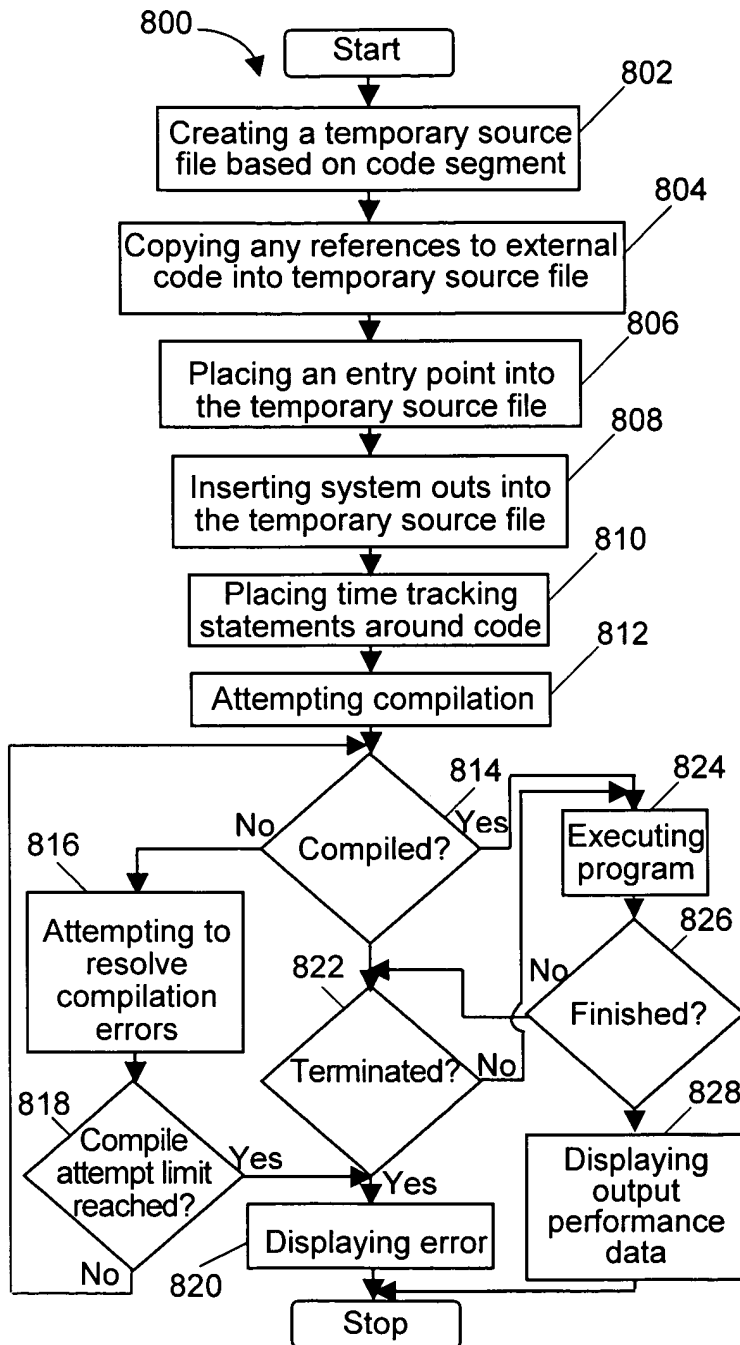 800
Start
802
Creating a temporary source
file based on code segment
804
Copying any references to external
code into temporary source file
806
Placing an entry point into
the temporary source file
808
Inserting system outs into
the temporary source file
810
Placing time tracking
statements around code
812
Attempting compilation
814
824
No
Yes
Compiled?
Executing
program
816
Attempting to
resolve
compilation
errors
822
826
No
Finished?
Terminated?
No
818
Compile
attempt limit
reached?
Yes
828
Displaying
output
performance
data
Yes
Displaying error
No
820
Stop